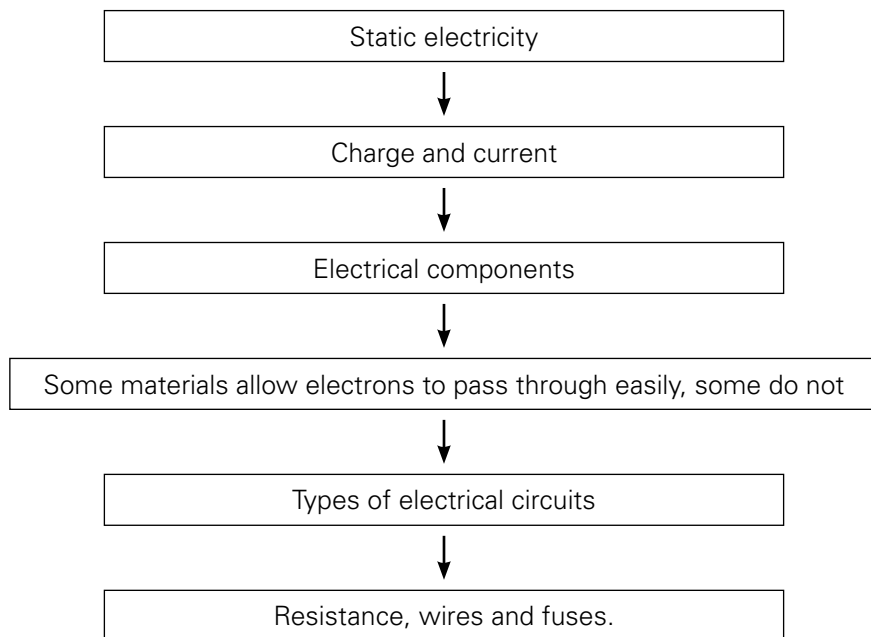 Static electricity
Charge and current
Electrical components
Some materials allow electrons to pass through easily, some do not
Types of electrical circuits
Resistance, wires and fuses.